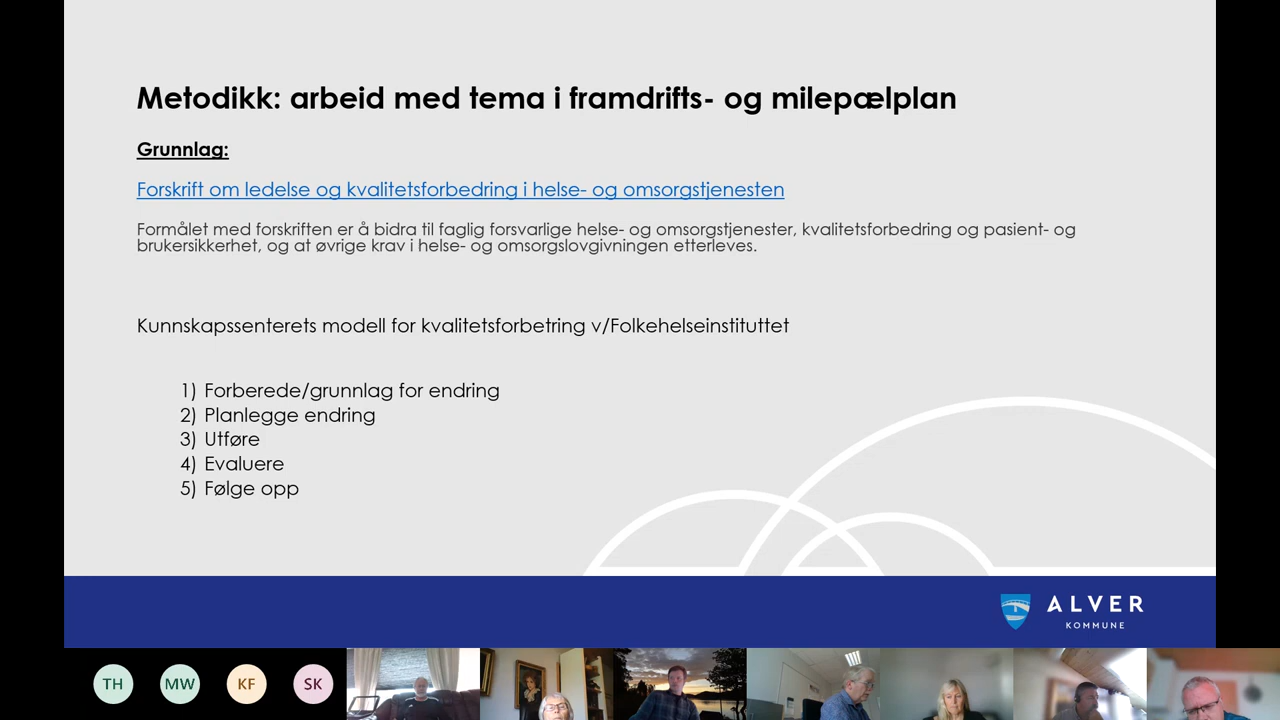 Metodikk: arbeid med tema i framdrifts- og milepælplan
Grunnlag:
Forskrift om ledelse og kvalitetsforbedring i helse- og omsorgstjenesten
Formålet med forskriften er å bidra til faglig forsvarlige helse- og omsorgstjenester, kvalitetsforbedring og pasient- og
brukersikkerhet, og at øvrige krav i helse- og omsorgslovgivningen etterleves.
Kunnskapssenterets modell for kvalitetsforbetring v/Folkehelseinstituttet
1) Forberede/grunnlag for endring
2) Planlegge endring
3) Utføre
4) Evaluere
5) Følge opp
ALVER
KOMMUNE
TH MW KF SK